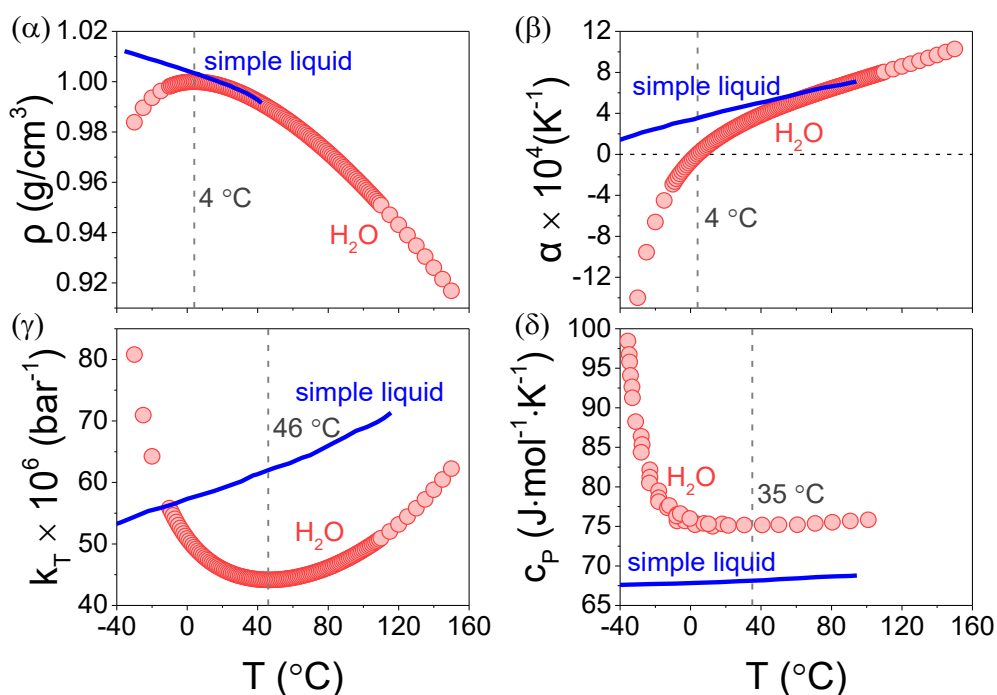 (α)
1.02
1.00
0.98
0.96
0.94
0.92
ρ (g/cm³)
simple liquid
4 °C
H₂O
(β)
8
4
0
-4
-8
-12
α × 10⁴(K⁻¹)
simple liquid
H₂O
4 °C
(γ)
80
70
60
50
40
k_T × 10⁶ (bar⁻¹)
simple liquid
46 °C
H₂O
-40 0 40 80 120 160
T (°C)
(δ)
100
95
90
85
80
75
70
65
c_P (J·mol⁻¹·K⁻¹)
H₂O
35 °C
simple liquid
-40 0 40 80 120 160
T (°C)